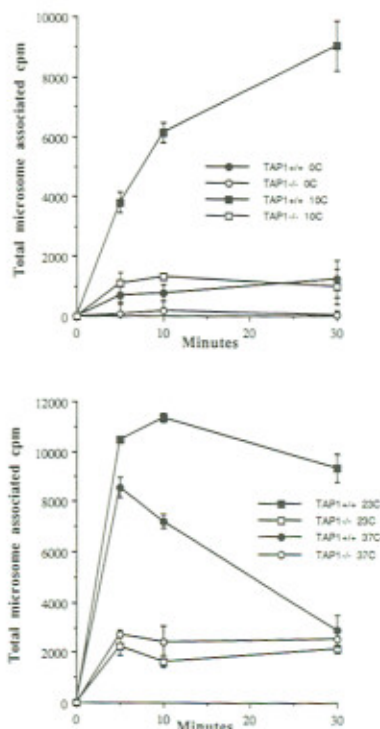 Total microsome associated cpm
10000
8000
6000
4000
2000
0
TAP1+/+ 0C
TAP1-/- 0C
TAP1+/+ 10C
TAP1-/- 10C
0 10 20 30
Minutes
Total microsome associated cpm
12000
10000
8000
6000
4000
2000
0
TAP1+/+ 23C
TAP1-/- 23C
TAP1+/+ 37C
TAP1-/- 37C
0 10 20 30
Minutes